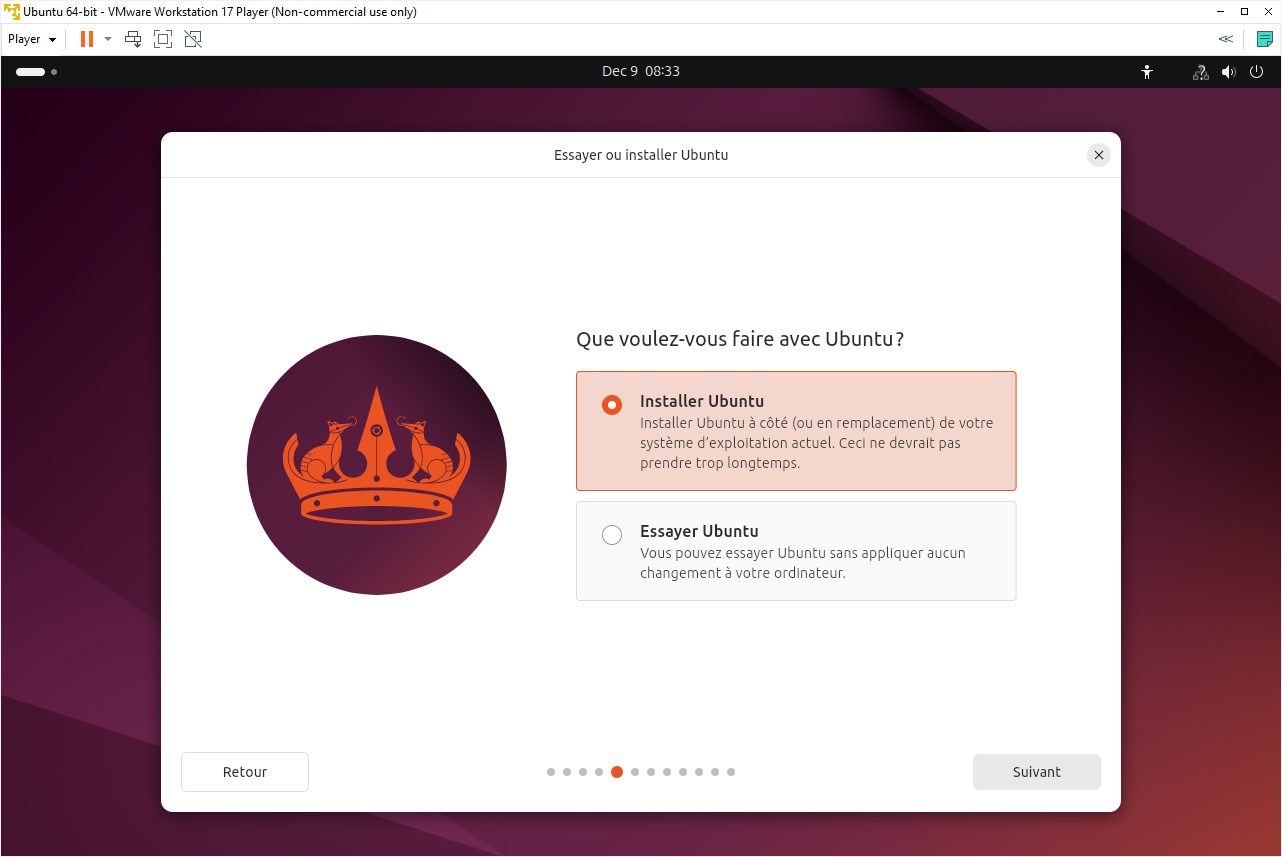 Ubuntu 64-bit - VMware Workstation 17 Player (Non-commercial use only)
Player
Dec 9 08:33
Essayer ou installer Ubuntu
Que voulez-vous faire avec Ubuntu ?
Installer Ubuntu
Installer Ubuntu à côté (ou en remplacement) de votre
système d’exploitation actuel. Ceci ne devrait pas
prendre trop longtemps.
Essayer Ubuntu
Vous pouvez essayer Ubuntu sans appliquer aucun
changement à votre ordinateur.
Retour
Suivant